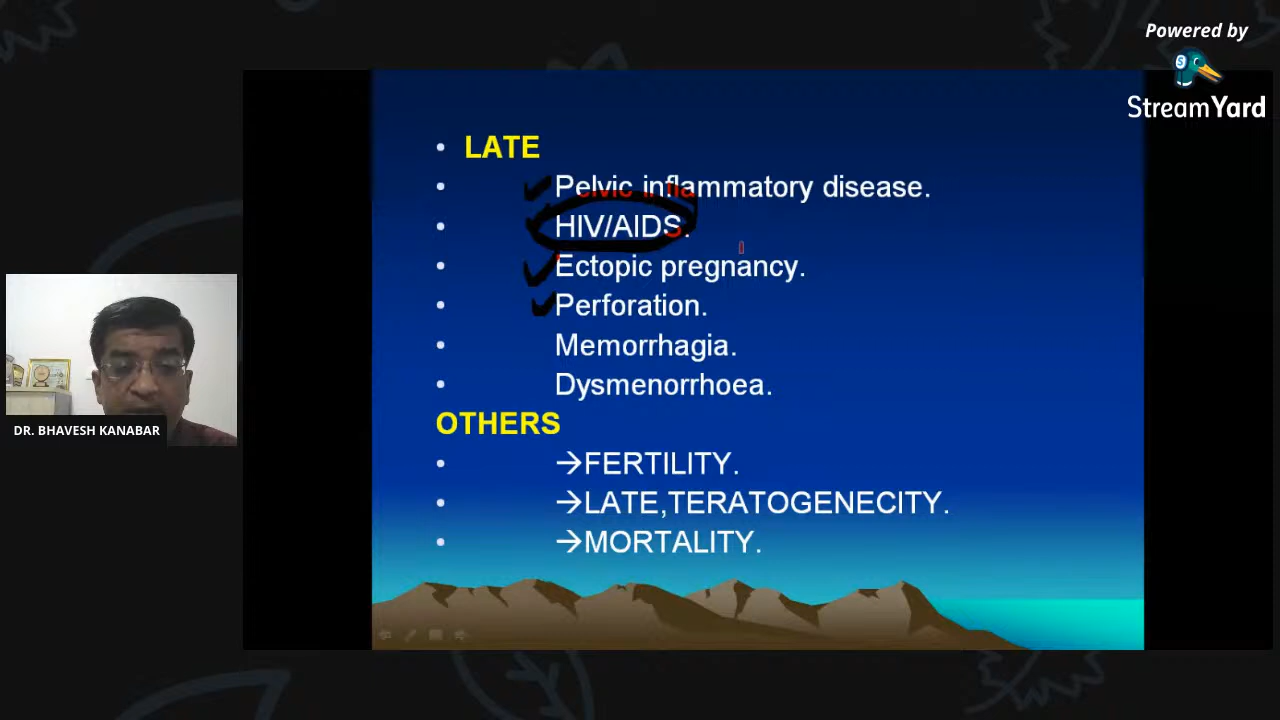 Powered by
StreamYard
• LATE
• Pelvic inflammatory disease.
• HIV/AIDS.
• Ectopic pregnancy.
• Perforation.
• Memorrhagia.
• Dysmenorrhoea.
OTHERS
• →FERTILITY.
• →LATE,TERATOGENECITY.
• →MORTALITY.
DR. BHAVESH KANABAR